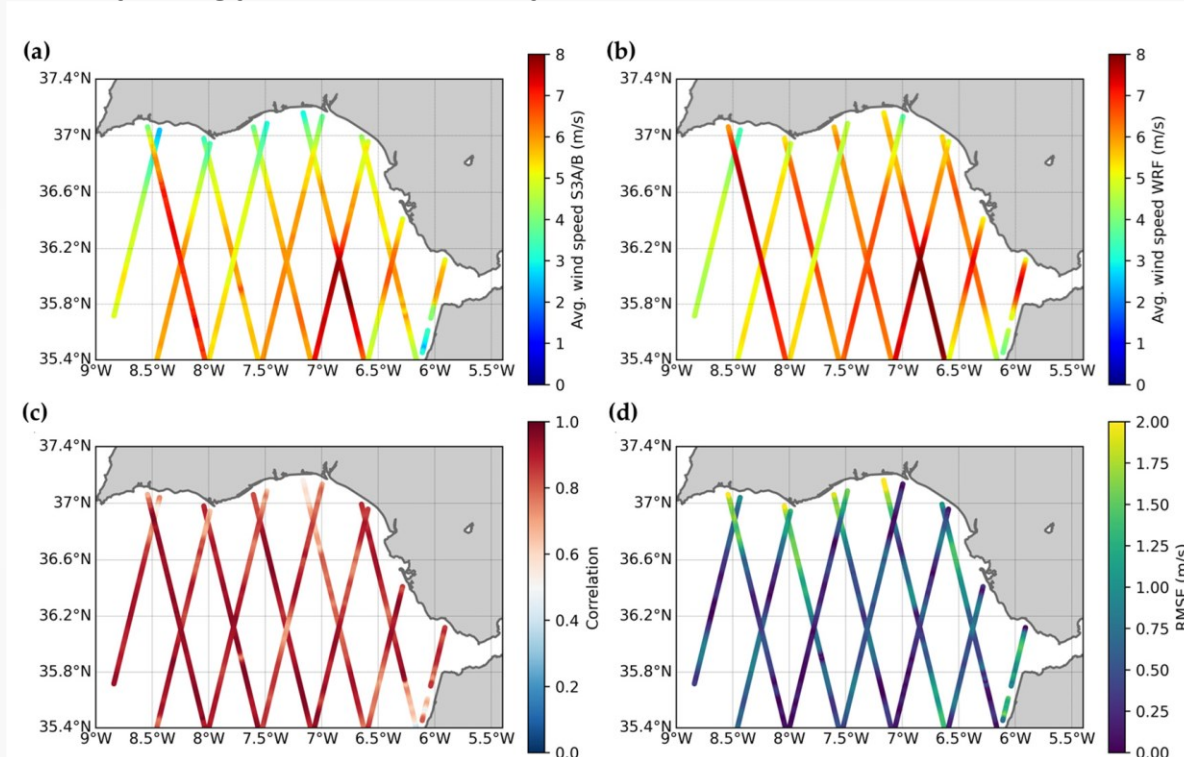 (a)
37.4°N
37°N
36.6°N
36.2°N
35.8°N
35.4°N
9°W 8.5°W 8°W 7.5°W 7°W 6.5°W 6°W 5.5°W
8
7
6
5
4
3
2
1
0
Avg. wind speed S3A/B (m/s)
(b)
37.4°N
37°N
36.6°N
36.2°N
35.8°N
35.4°N
9°W 8.5°W 8°W 7.5°W 7°W 6.5°W 6°W 5.5°W
8
7
6
5
4
3
2
1
0
Avg. wind speed WRF (m/s)
(c)
37.4°N
37°N
36.6°N
36.2°N
35.8°N
35.4°N
9°W 8.5°W 8°W 7.5°W 7°W 6.5°W 6°W 5.5°W
1.0
0.8
0.6
0.4
0.2
0.0
Correlation
(d)
37.4°N
37°N
36.6°N
36.2°N
35.8°N
35.4°N
9°W 8.5°W 8°W 7.5°W 7°W 6.5°W 6°W 5.5°W
2.00
1.75
1.50
1.25
1.00
0.75
0.50
0.25
0.00
RMSE (m/s)